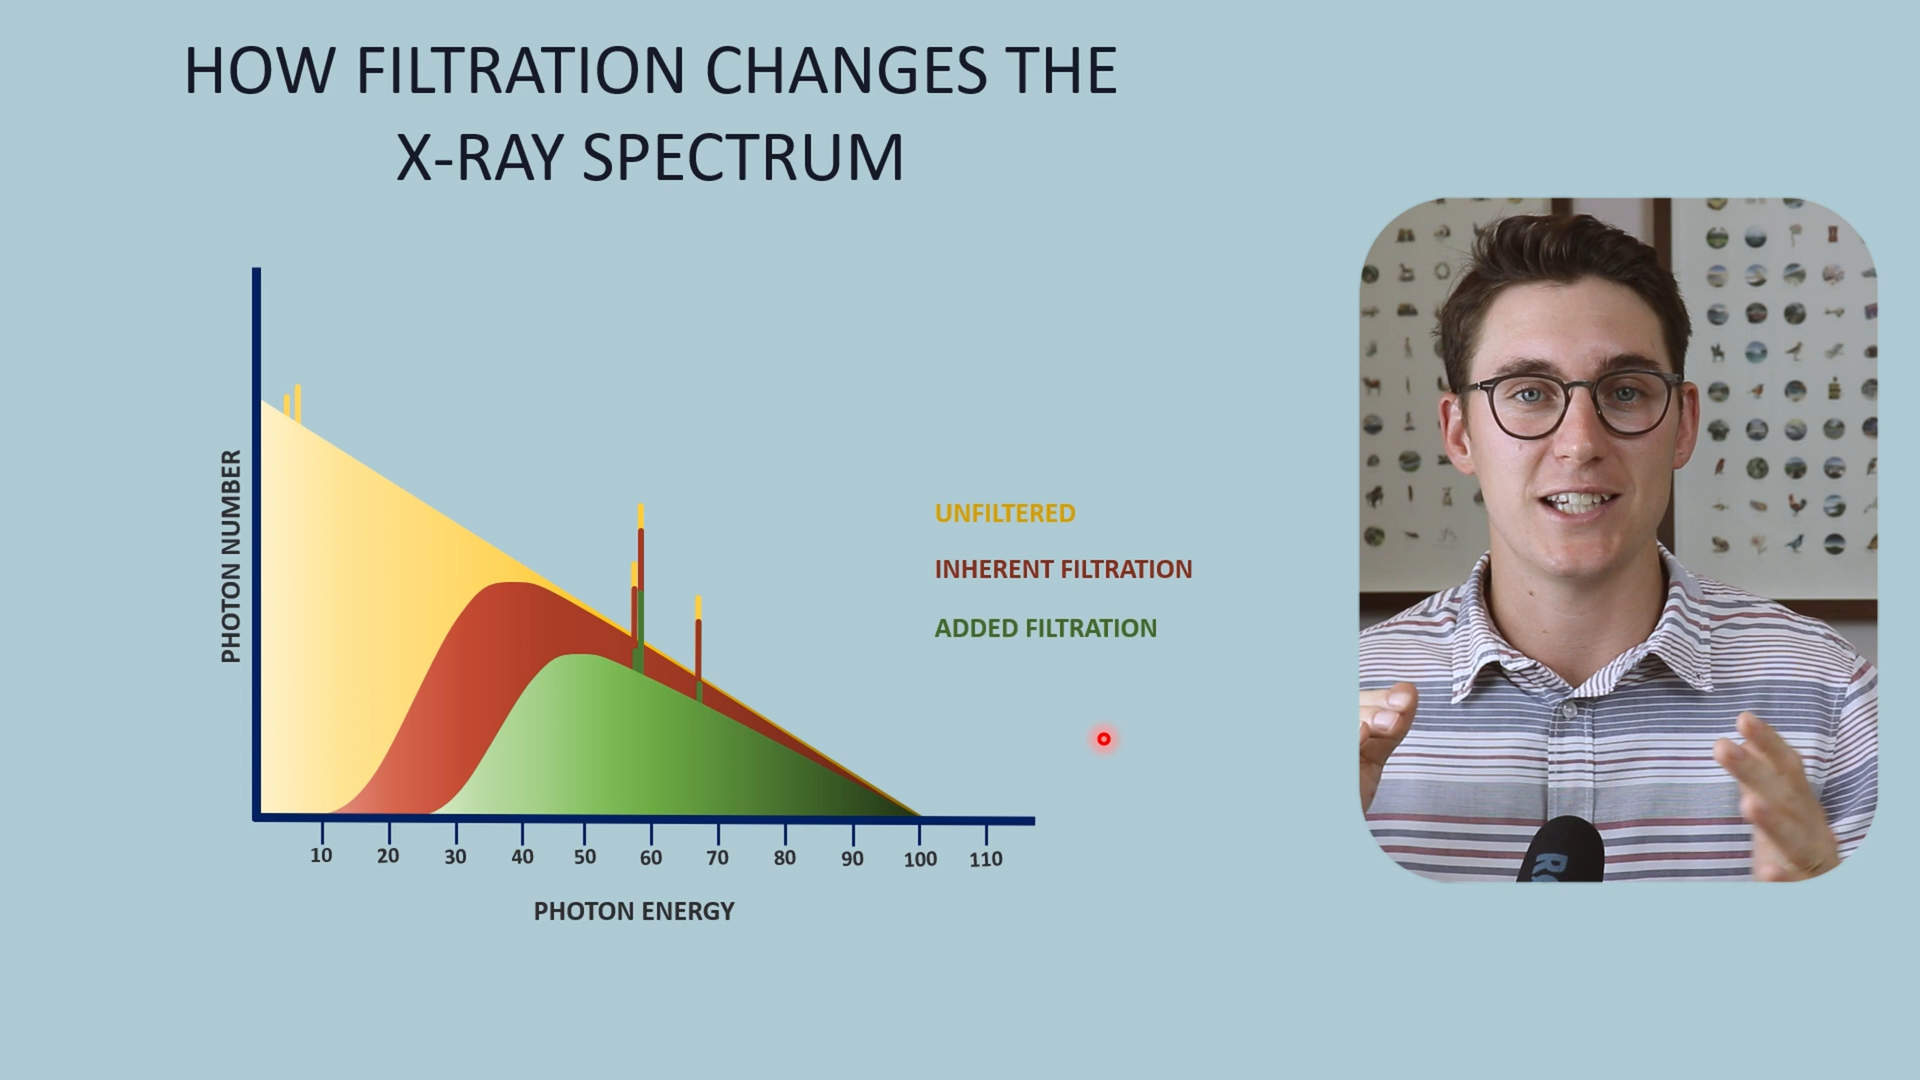 HOW FILTRATION CHANGES THE
X-RAY SPECTRUM
PHOTON NUMBER
UNFILTERED
INHERENT FILTRATION
ADDED FILTRATION
10 20 30 40 50 60 70 80 90 100 110
PHOTON ENERGY